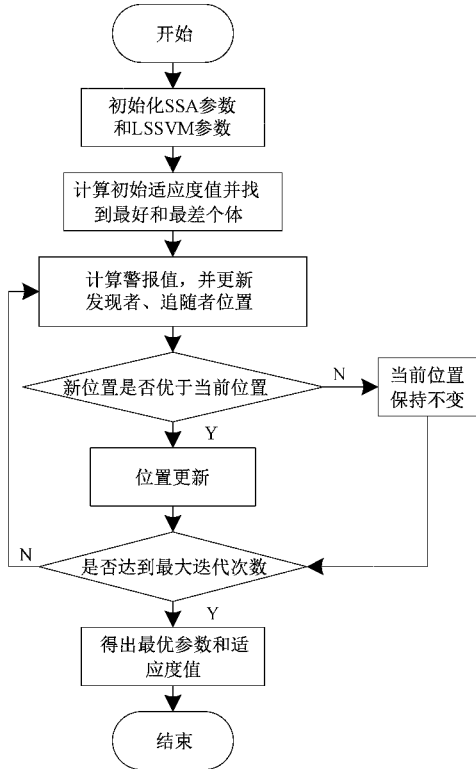 开始
初始化SSA参数
和LSSVM参数
计算初始适应度值并找
到最好和最差个体
计算警报值，并更新
发现者、追随者位置
新位置是否优于当前位置
N
当前位置
保持不变
Y
位置更新
N
是否达到最大迭代次数
Y
得出最优参数和适
应度值
结束